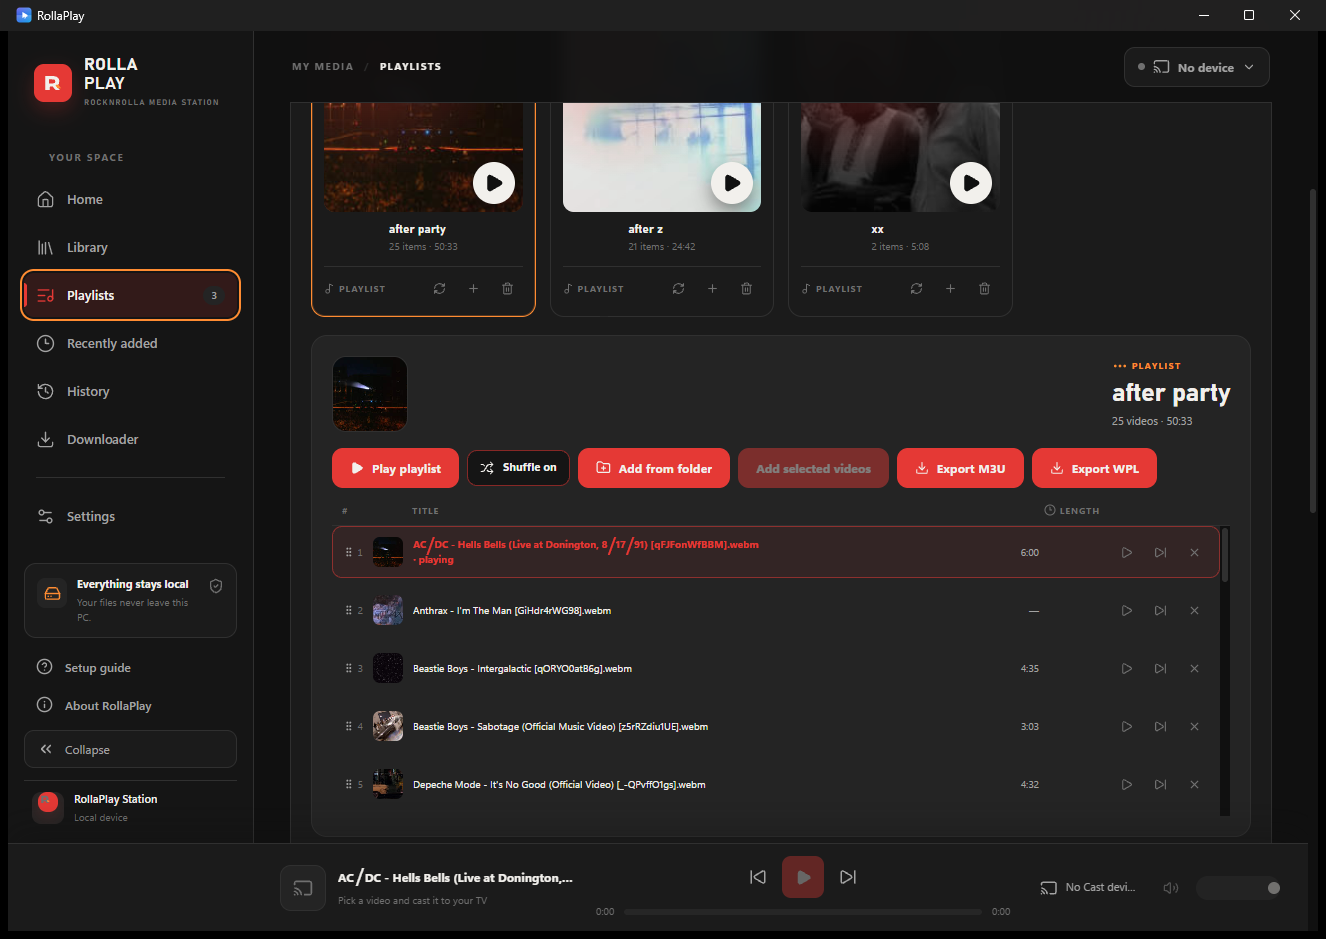 RollaPlay
ROLLA
PLAY
ROCKNROLLA MEDIA STATION
MY MEDIA / PLAYLISTS
No device
YOUR SPACE
Home
Library
Playlists
3
Recently added
History
Downloader
Settings
Everything stays local
Your files never leave this
PC.
Setup guide
About RollaPlay
Collapse
RollaPlay Station
Local device
after party
25 items · 50:33
PLAYLIST
after z
21 items · 24:42
PLAYLIST
xx
2 items · 5:08
PLAYLIST
••• PLAYLIST
after party
25 videos · 50:33
Play playlist
Shuffle on
Add from folder
Add selected videos
Export M3U
Export WPL
# TITLE LENGTH
1 AC/DC - Hells Bells (Live at Donington, 8/17/91) [qFJFonWfBBM].webm 6:00
- playing
2 Anthrax - I'm The Man [GiHdr4rWG98].webm —
3 Beastie Boys - Intergalactic [qORYO0atB6g].webm 4:35
4 Beastie Boys - Sabotage (Official Music Video) [z5rRZdiu1UE].webm 3:03
5 Depeche Mode - It's No Good (Official Video) [_-QPvffO1gs].webm 4:32
AC/DC - Hells Bells (Live at Donington,...
Pick a video and cast it to your TV
0:00
0:00
No Cast devi...